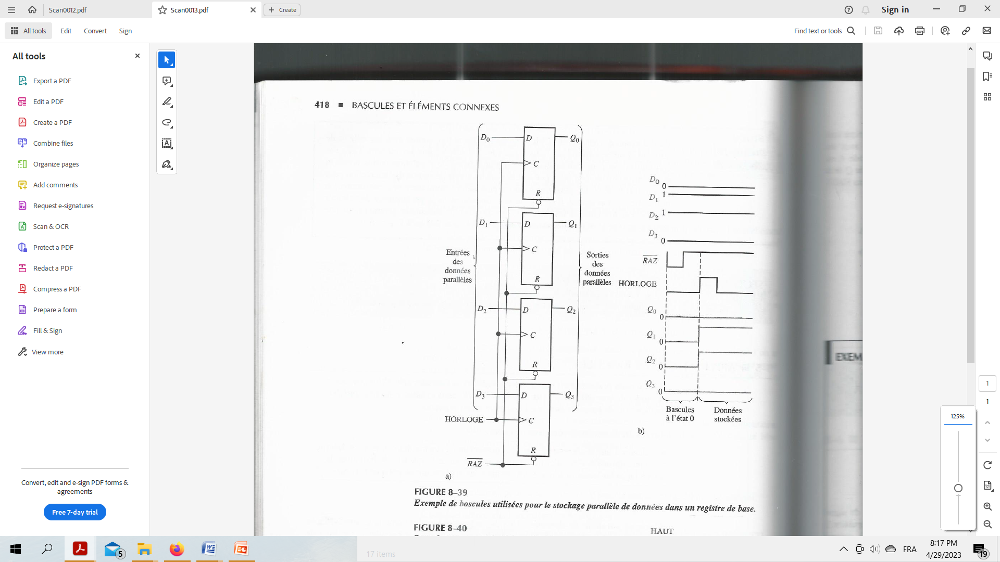 Scan0012.pdf
Scan0013.pdf
Create
Sign in
All tools
Edit
Convert
Sign
Find text or tools
All tools
Export a PDF
Edit a PDF
Create a PDF
Combine files
Organize pages
Add comments
Request e-signatures
Scan & OCR
Protect a PDF
Redact a PDF
Compress a PDF
Prepare a form
Fill & Sign
View more
Convert, edit and e-sign PDF forms &
agreements
Free 7-day trial
418 ■ BASCULES ET ÉLÉMENTS CONNEXES
D0 D Q0
C
R
D1 D Q1
C
R
D2 D Q2
C
R
D3 D Q3
HORLOGE C
R
RAZ
Entrées
des
données
parallèles
Sorties
des
données
parallèles
a)
D0 0
D1 1
D2 1
D3 0
RAZ
HORLOGE
Q0 0
Q1 0
Q2 0
Q3 0
Bascules
à l'état 0
Données
stockées
b)
FIGURE 8–39
Exemple de bascules utilisées pour le stockage parallèle de données dans un registre de base.
FIGURE 8–40
HAUT
1
1
125%
1:1
5
17 items
FRA
8:17 PM
4/29/2023
19